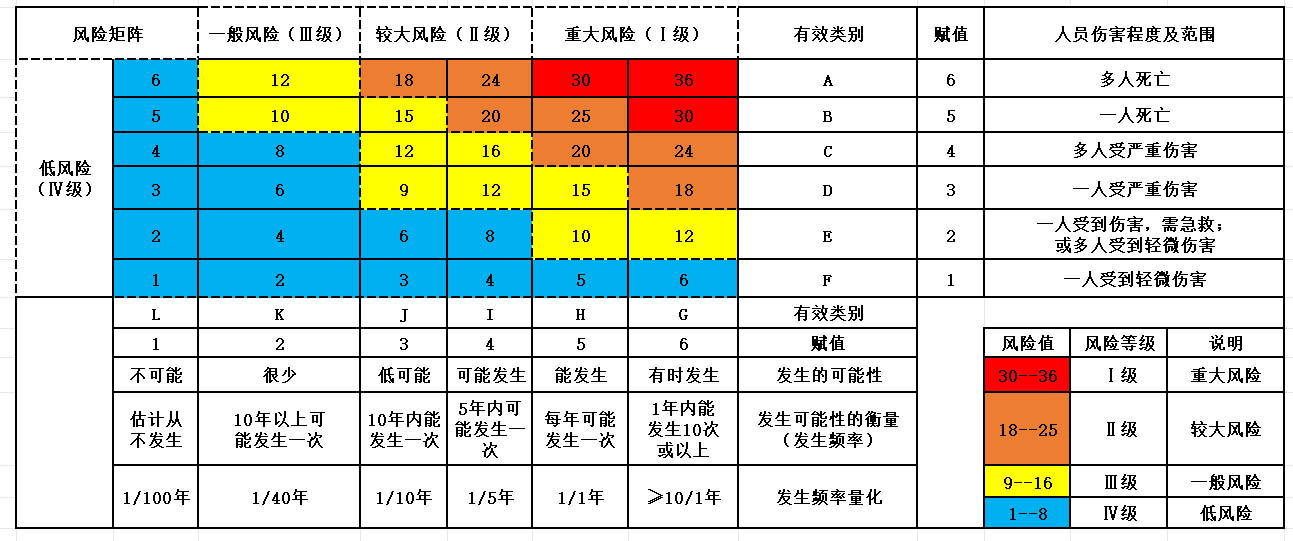 风险矩阵 一般风险（Ⅲ级） 较大风险（Ⅱ级） 重大风险（Ⅰ级） 有效类别 赋值 人员伤害程度及范围
低风险
（Ⅳ级）
6 12 18 24 30 36 A 6 多人死亡
5 10 15 20 25 30 B 5 一人死亡
4 8 12 16 20 24 C 4 多人受严重伤害
3 6 9 12 15 18 D 3 一人受严重伤害
2 4 6 8 10 12 E 2 一人受到伤害，需急救；
或多人受到轻微伤害
1 2 3 4 5 6 F 1 一人受到轻微伤害
L K J I H G 有效类别
1 2 3 4 5 6 赋值
不可能 很少 低可能 可能发生 能发生 有时发生 发生的可能性
估计从
不发生
10年以上可
能发生一次
10年内能
发生一次
5年内可
能发生一
次
每年可能
发生一次
1年内能
发生10次
或以上
发生可能性的衡量
（发生频率）
1/100年 1/40年 1/10年 1/5年 1/1年 ≥10/1年 发生频率量化
风险值 风险等级 说明
30--36 Ⅰ级 重大风险
18--25 Ⅱ级 较大风险
9--16 Ⅲ级 一般风险
1--8 Ⅳ级 低风险